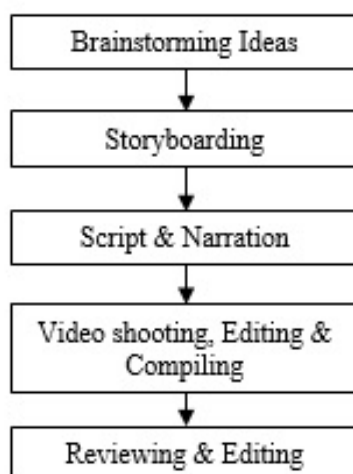 Brainstorming Ideas
Storyboarding
Script & Narration
Video shooting, Editing &
Compiling
Reviewing & Editing